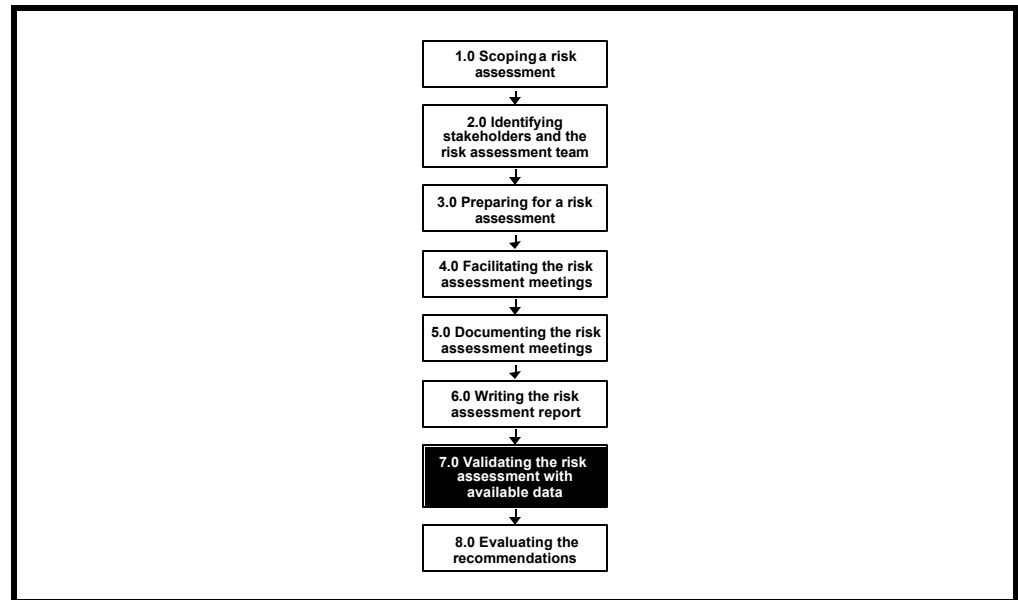 1.0 Scoping a risk
assessment
2.0 Identifying
stakeholders and the
risk assessment team
3.0 Preparing for a risk
assessment
4.0 Facilitating the risk
assessment meetings
5.0 Documenting the risk
assessment meetings
6.0 Writing the risk
assessment report
7.0 Validating the risk
assessment with
available data
8.0 Evaluating the
recommendations